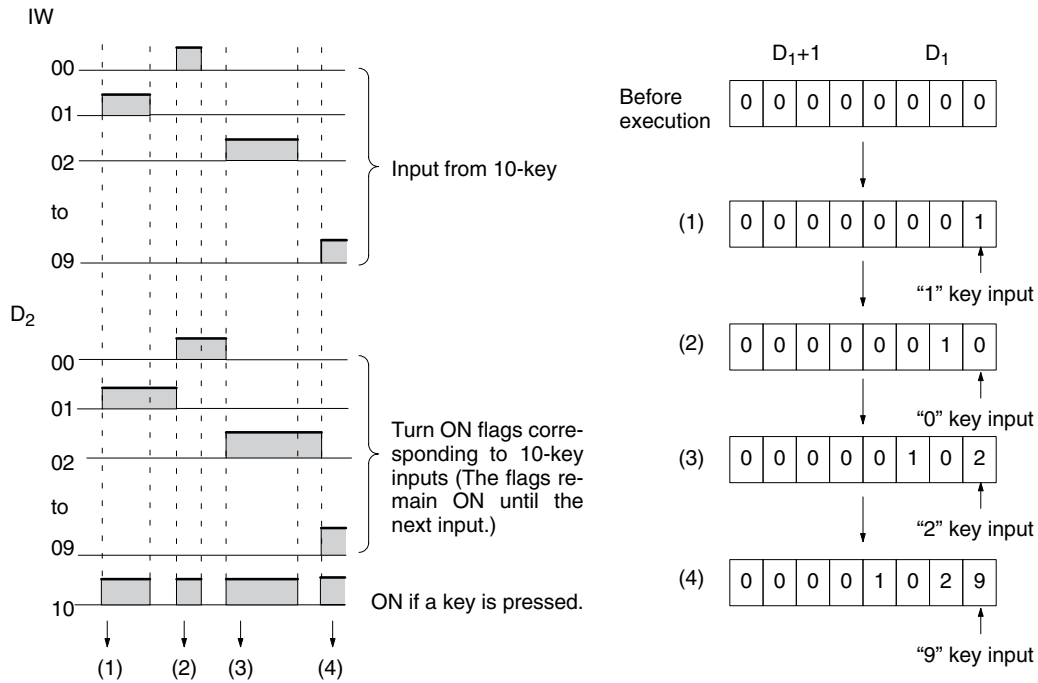 IW
00
01
02
to
09
Input from 10-key
D2
00
01
02
to
09
10
Turn ON flags corre-
sponding to 10-key
inputs (The flags re-
main ON until the
next input.)
ON if a key is pressed.
(1) (2) (3) (4)
D1+1 D1
Before
execution
0 0 0 0 0 0 0 0
(1) 0 0 0 0 0 0 0 1
“1” key input
(2) 0 0 0 0 0 0 1 0
“0” key input
(3) 0 0 0 0 0 1 0 2
“2” key input
(4) 0 0 0 0 1 0 2 9
“9” key input